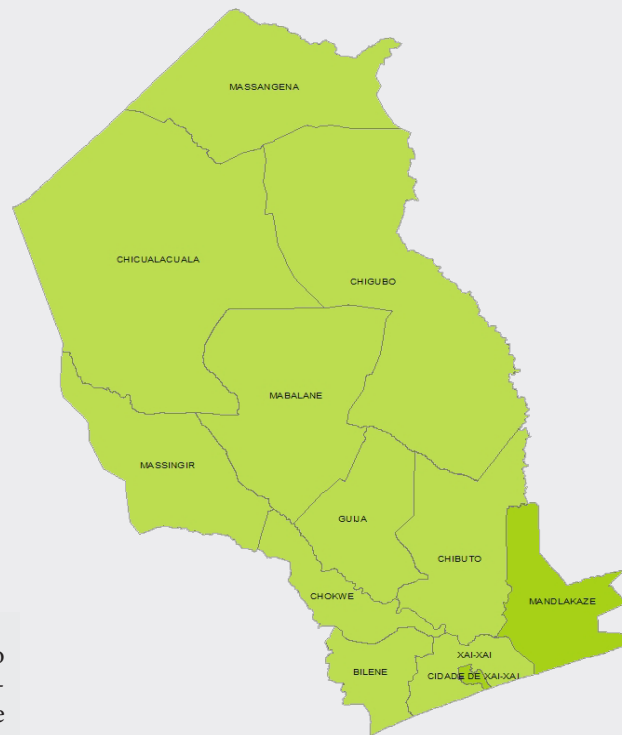 MASSANGENA
CHICUALACUALA
CHIGUBO
MABALANE
MASSINGIR
GUIJA
CHIBUTO
CHOKWE
MANDLAKAZE
XAI-XAI
BILENE
CIDADE DE XAI-XAI